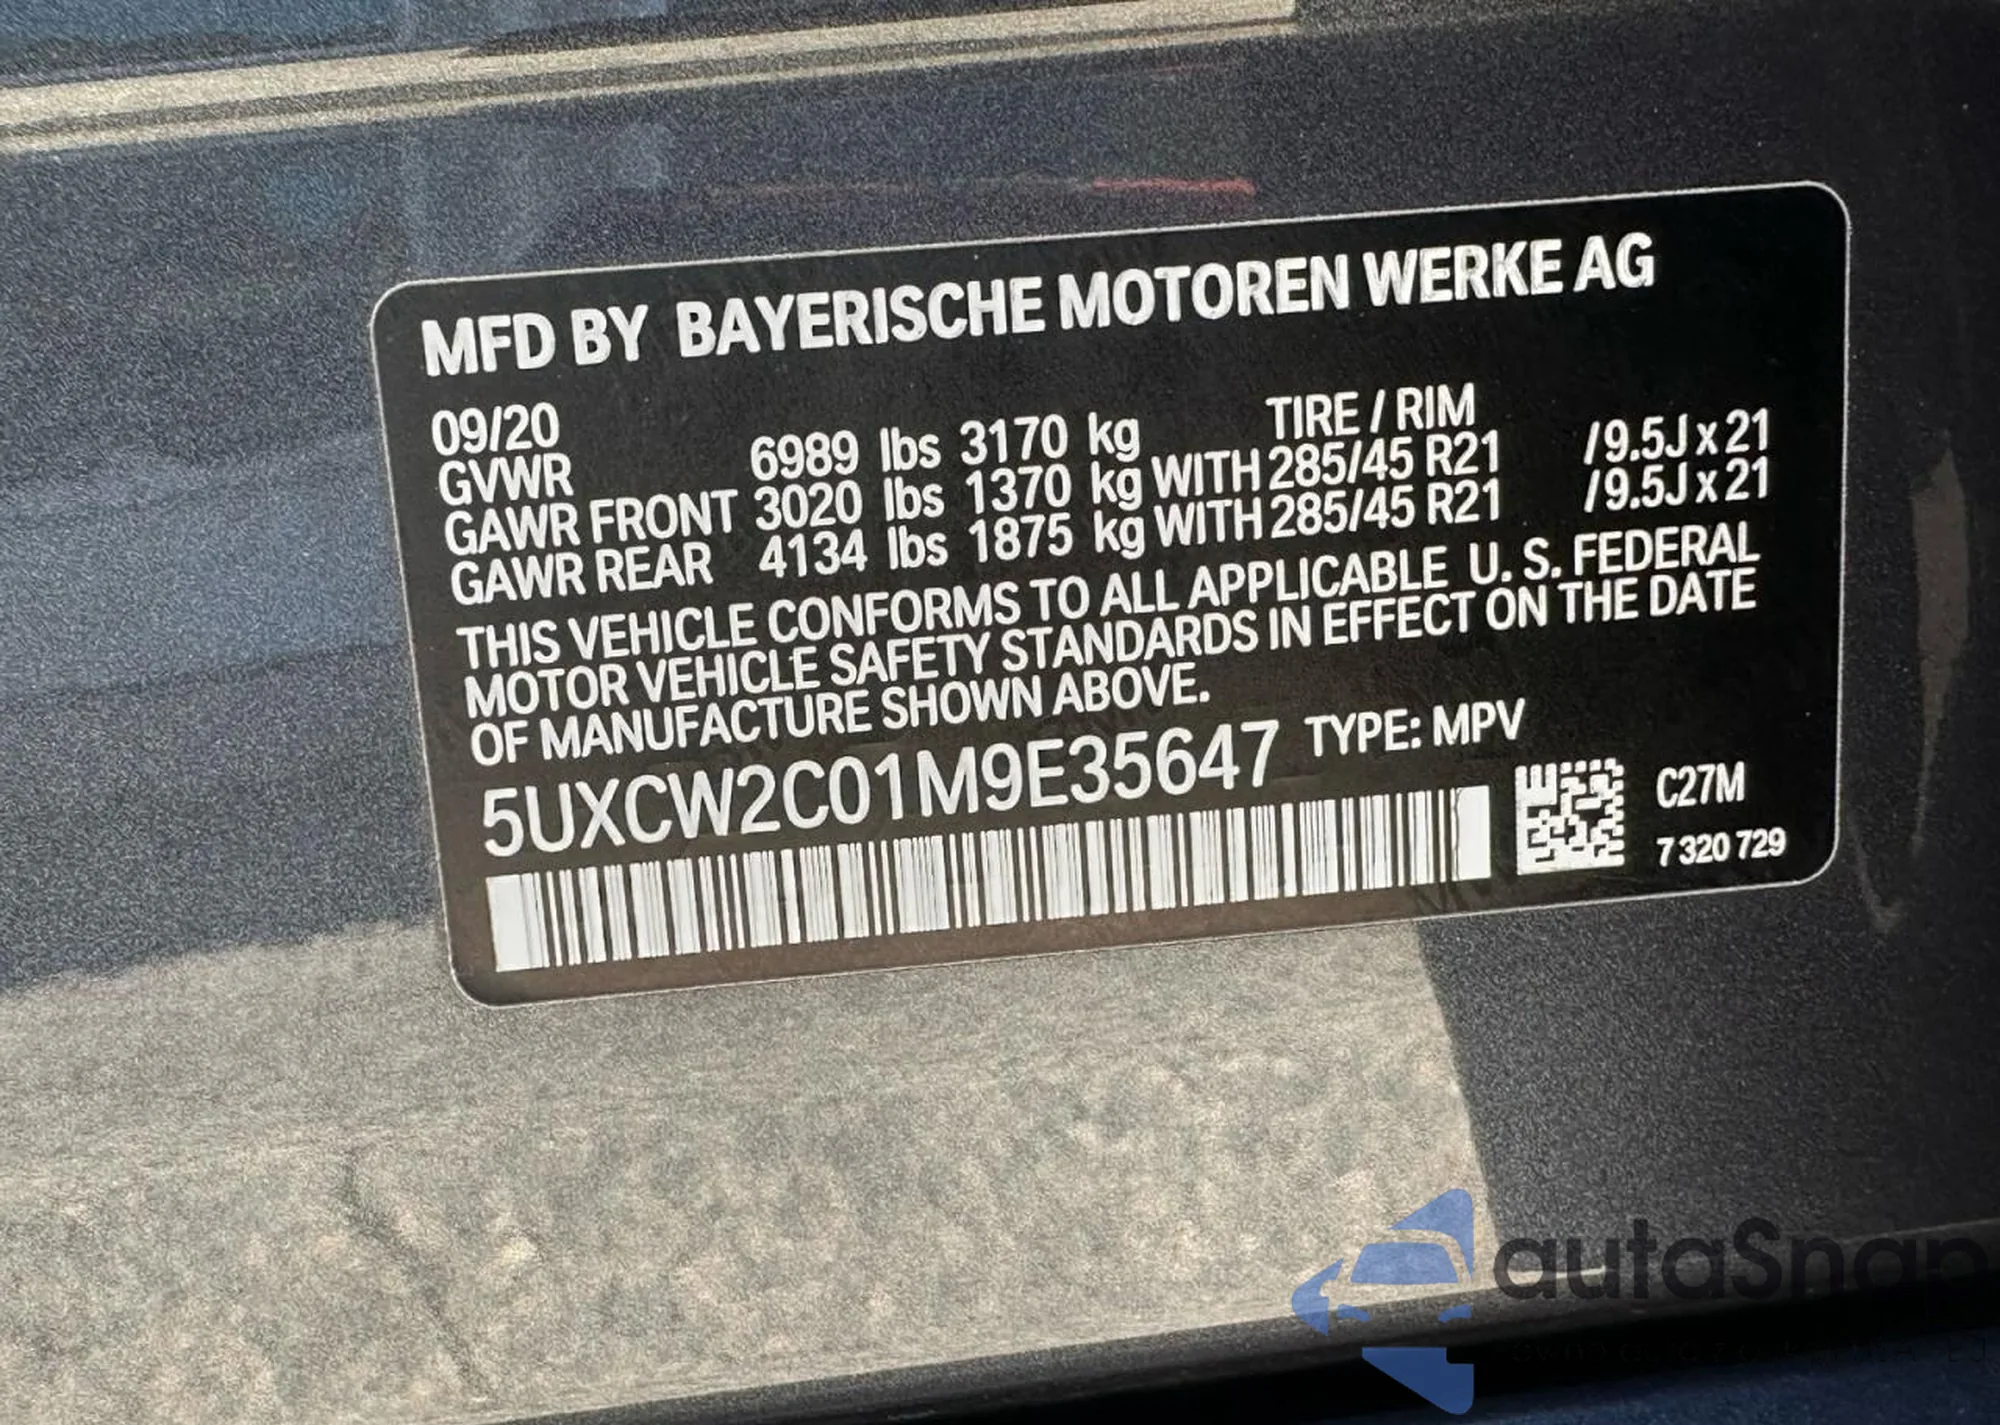 MFD BY BAYERISCHE MOTOREN WERKE AG
09/20 TIRE / RIM
GVWR 6989 lbs 3170 kg
GAWR FRONT 3020 lbs 1370 kg WITH 285/45 R21 /9.5J x 21
GAWR REAR 4134 lbs 1875 kg WITH 285/45 R21 /9.5J x 21
THIS VEHICLE CONFORMS TO ALL APPLICABLE U. S. FEDERAL
MOTOR VEHICLE SAFETY STANDARDS IN EFFECT ON THE DATE
OF MANUFACTURE SHOWN ABOVE.
5UXCW2C01M9E35647 TYPE: MPV
C27M
7 320 729
autaSnap